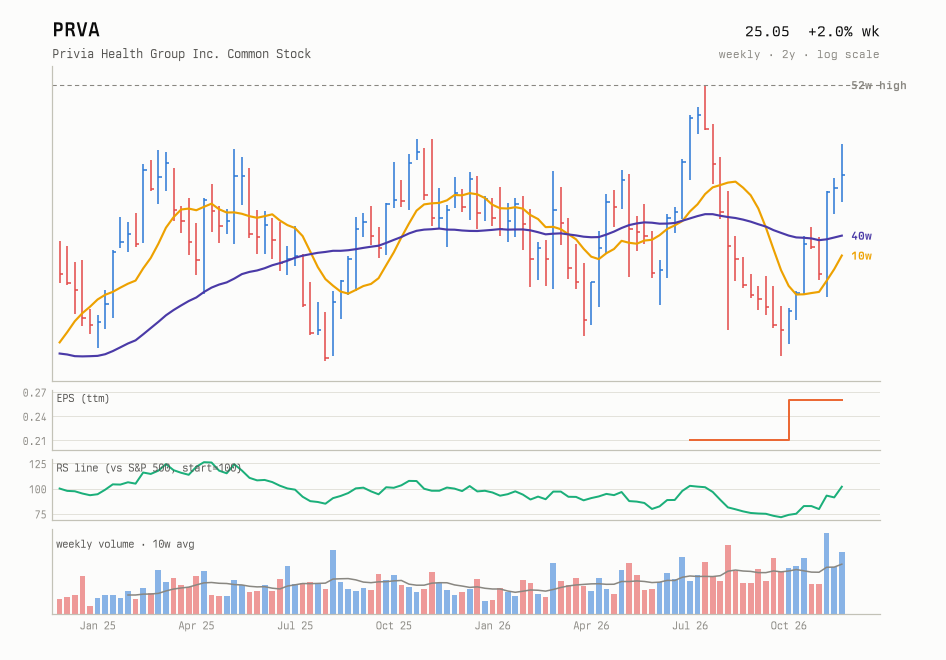 PRVA
25.05 +2.0% wk
Privia Health Group Inc. Common Stock
weekly · 2y · log scale
52w high
40w
10w
0.27
EPS (ttm)
0.24
0.21
125
RS line (vs S&P 500, start=100)
100
75
weekly volume · 10w avg
Jan 25
Apr 25
Jul 25
Oct 25
Jan 26
Apr 26
Jul 26
Oct 26